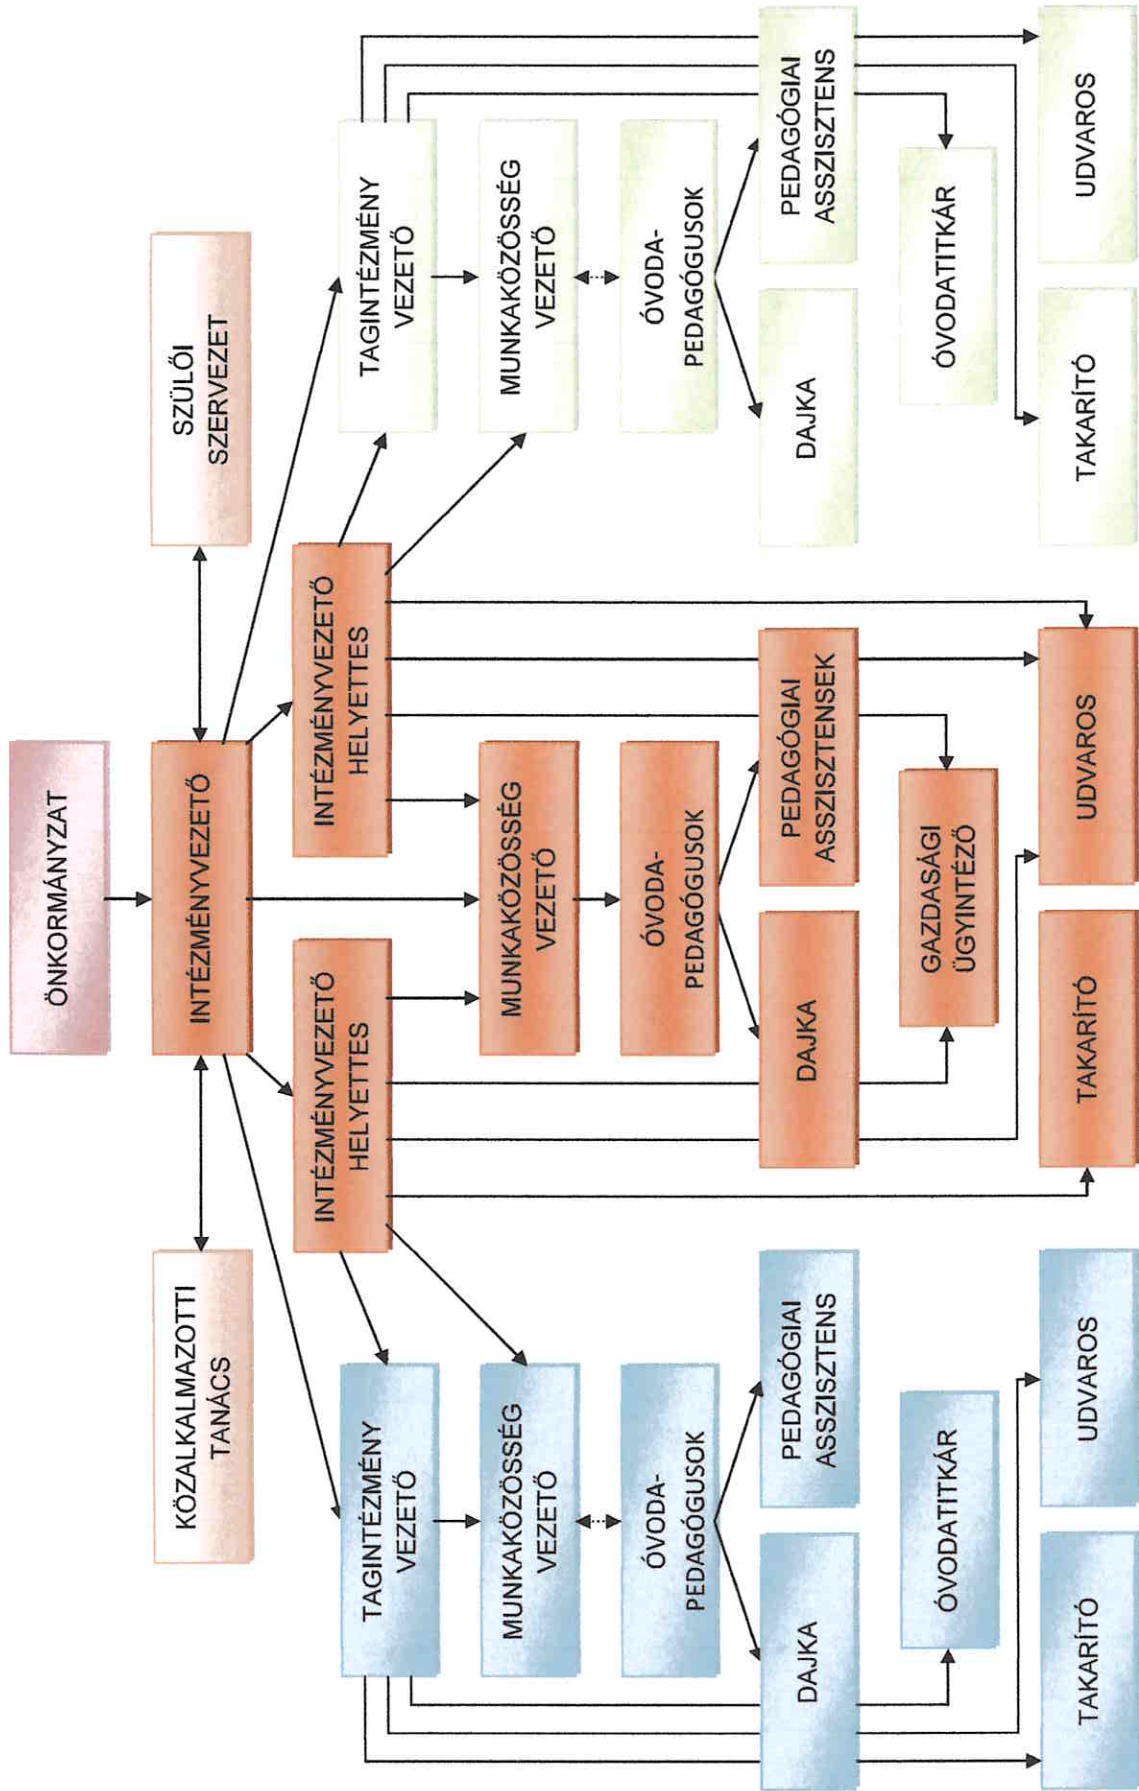 ÖNKORMÁNYZAT
KÖZALKALMAZOTTI
TANÁCS
INTÉZMÉNYVEZETŐ
SZÜLŐI
SZERVEZET
INTÉZMÉNYVEZETŐ
HELYETTES
INTÉZMÉNYVEZETŐ
HELYETTES
TAGINTÉZMÉNY
VEZETŐ
TAGINTÉZMÉNY
VEZETŐ
MUNKAKÖZÖSSÉG
VEZETŐ
MUNKAKÖZÖSSÉG
VEZETŐ
MUNKAKÖZÖSSÉG
VEZETŐ
ÓVODA-
PEDAGÓGUSOK
ÓVODA-
PEDAGÓGUSOK
ÓVODA-
PEDAGÓGUSOK
DAJKA
PEDAGÓGIAI
ASSZISZTENS
DAJKA
PEDAGÓGIAI
ASSZISZTENSEK
DAJKA
PEDAGÓGIAI
ASSZISZTENS
ÓVODATITKÁR
GAZDASÁGI
ÜGYINTÉZŐ
ÓVODATITKÁR
TAKARÍTÓ
UDVAROS
TAKARÍTÓ
UDVAROS
TAKARÍTÓ
UDVAROS